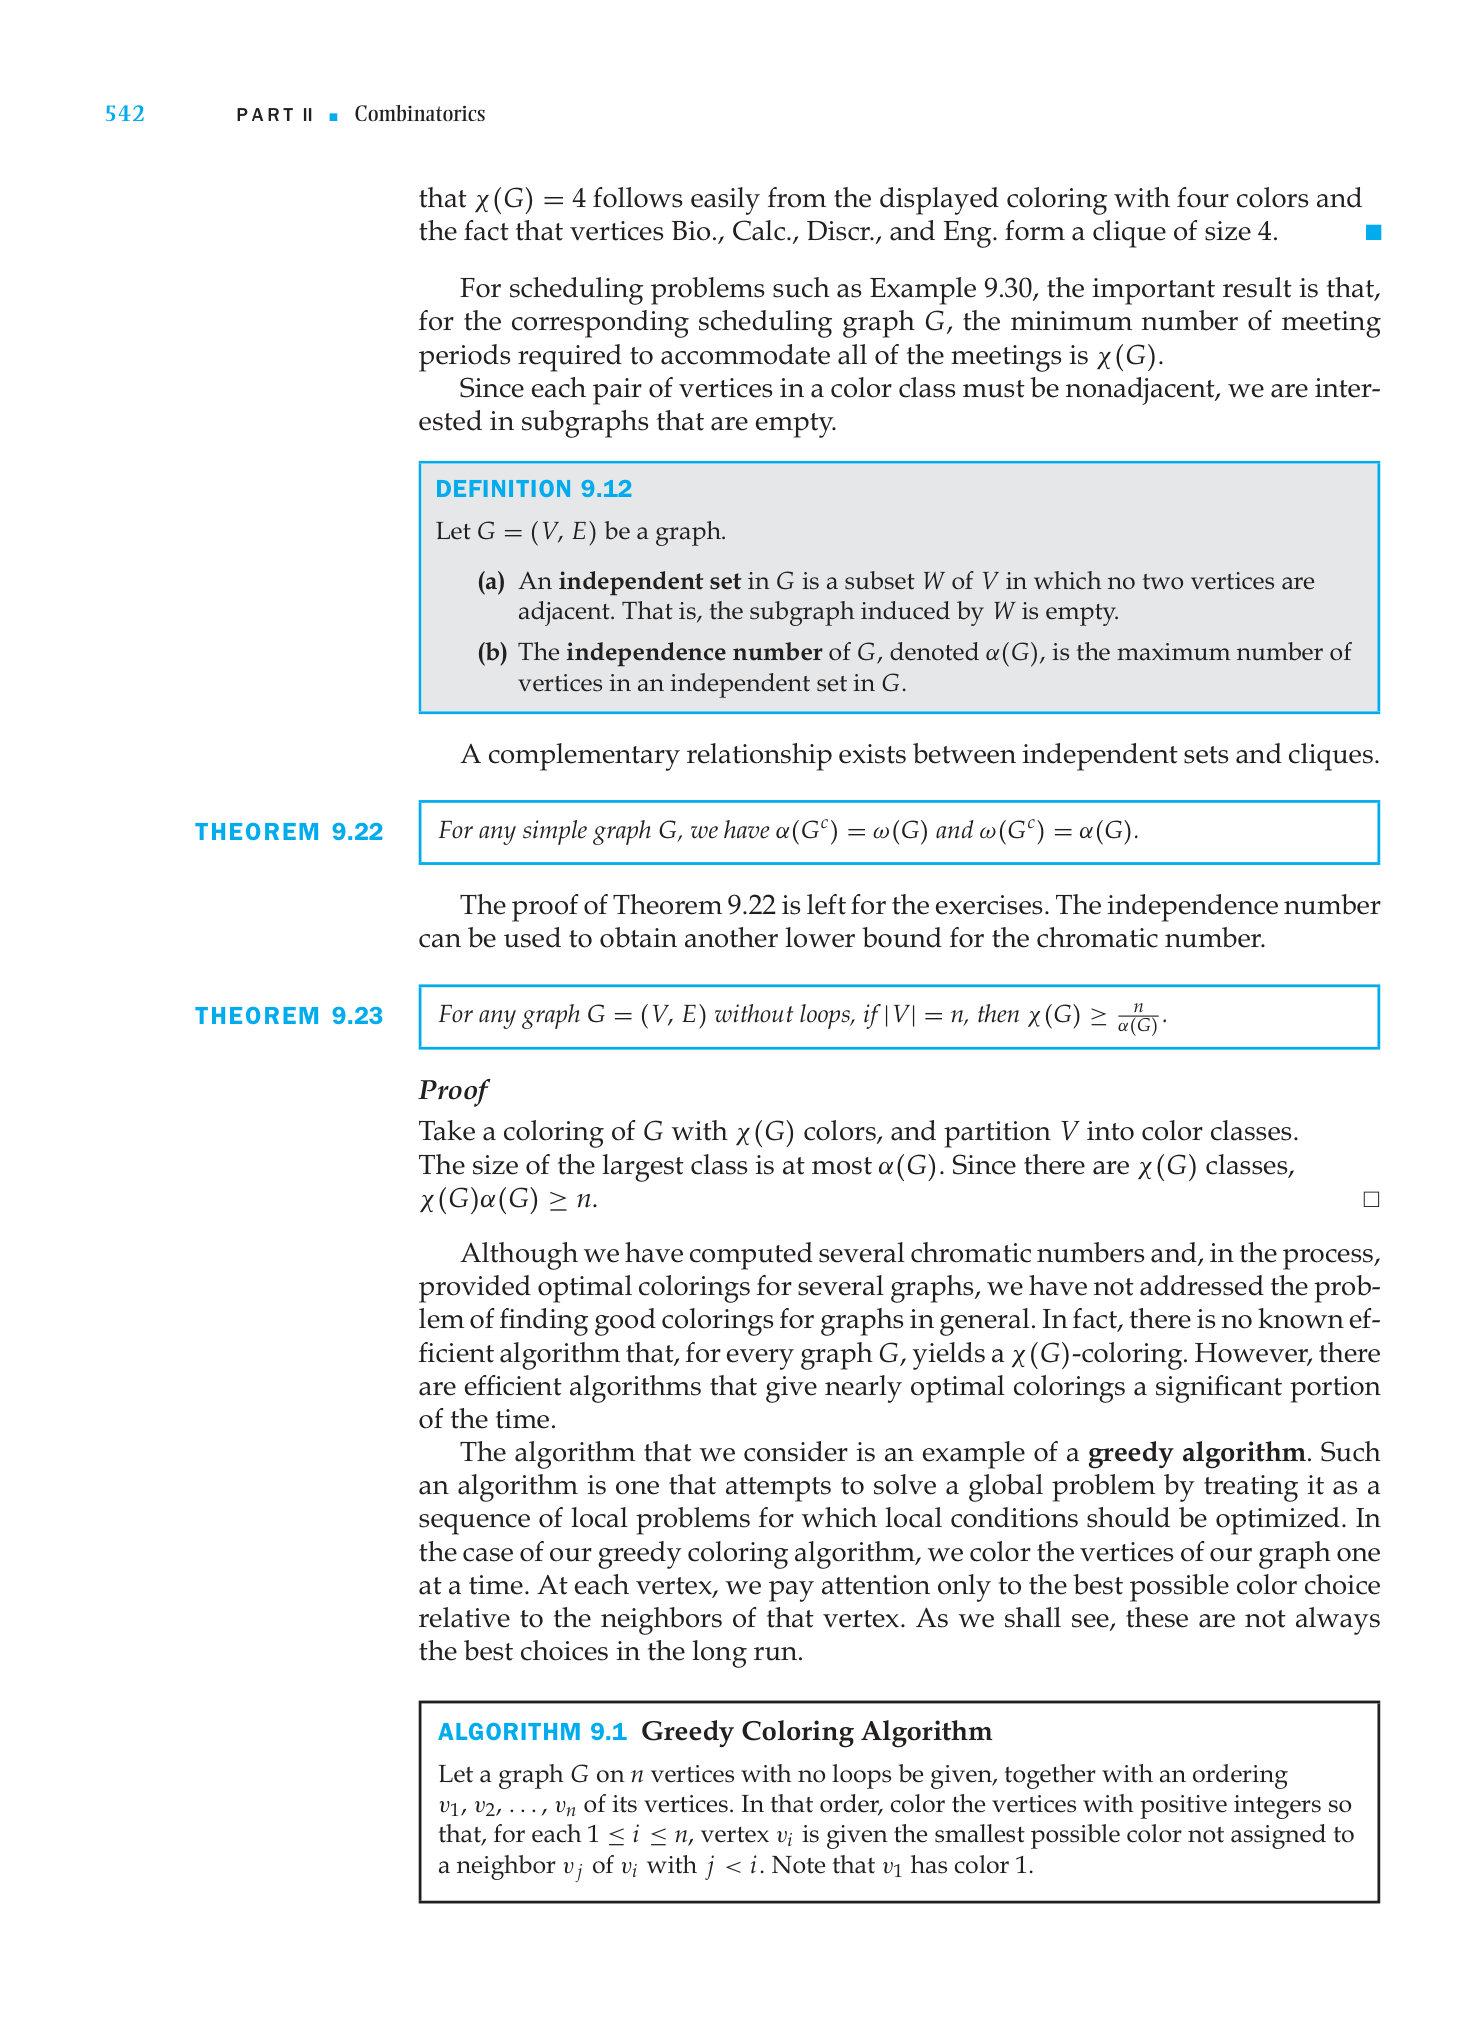 542 PART II ■ Combinatorics
that χ(G) = 4 follows easily from the displayed coloring with four colors and
the fact that vertices Bio., Calc., Discr., and Eng. form a clique of size 4. ■
For scheduling problems such as Example 9.30, the important result is that,
for the corresponding scheduling graph G, the minimum number of meeting
periods required to accommodate all of the meetings is χ(G).
Since each pair of vertices in a color class must be nonadjacent, we are inter-
ested in subgraphs that are empty.
DEFINITION 9.12
Let G = (V, E) be a graph.
(a) An independent set in G is a subset W of V in which no two vertices are
adjacent. That is, the subgraph induced by W is empty.
(b) The independence number of G, denoted α(G), is the maximum number of
vertices in an independent set in G.
A complementary relationship exists between independent sets and cliques.
THEOREM 9.22 For any simple graph G, we have α(Gᶜ) = ω(G) and ω(Gᶜ) = α(G).
The proof of Theorem 9.22 is left for the exercises. The independence number
can be used to obtain another lower bound for the chromatic number.
THEOREM 9.23 For any graph G = (V, E) without loops, if |V| = n, then χ(G) ≥ n/α(G).
Proof
Take a coloring of G with χ(G) colors, and partition V into color classes.
The size of the largest class is at most α(G). Since there are χ(G) classes,
χ(G)α(G) ≥ n. □
Although we have computed several chromatic numbers and, in the process,
provided optimal colorings for several graphs, we have not addressed the prob-
lem of finding good colorings for graphs in general. In fact, there is no known ef-
ficient algorithm that, for every graph G, yields a χ(G)-coloring. However, there
are efficient algorithms that give nearly optimal colorings a significant portion
of the time.
The algorithm that we consider is an example of a greedy algorithm. Such
an algorithm is one that attempts to solve a global problem by treating it as a
sequence of local problems for which local conditions should be optimized. In
the case of our greedy coloring algorithm, we color the vertices of our graph one
at a time. At each vertex, we pay attention only to the best possible color choice
relative to the neighbors of that vertex. As we shall see, these are not always
the best choices in the long run.
ALGORITHM 9.1 Greedy Coloring Algorithm
Let a graph G on n vertices with no loops be given, together with an ordering
v₁, v₂, . . . , vₙ of its vertices. In that order, color the vertices with positive integers so
that, for each 1 ≤ i ≤ n, vertex vᵢ is given the smallest possible color not assigned to
a neighbor vⱼ of vᵢ with j < i. Note that v₁ has color 1.